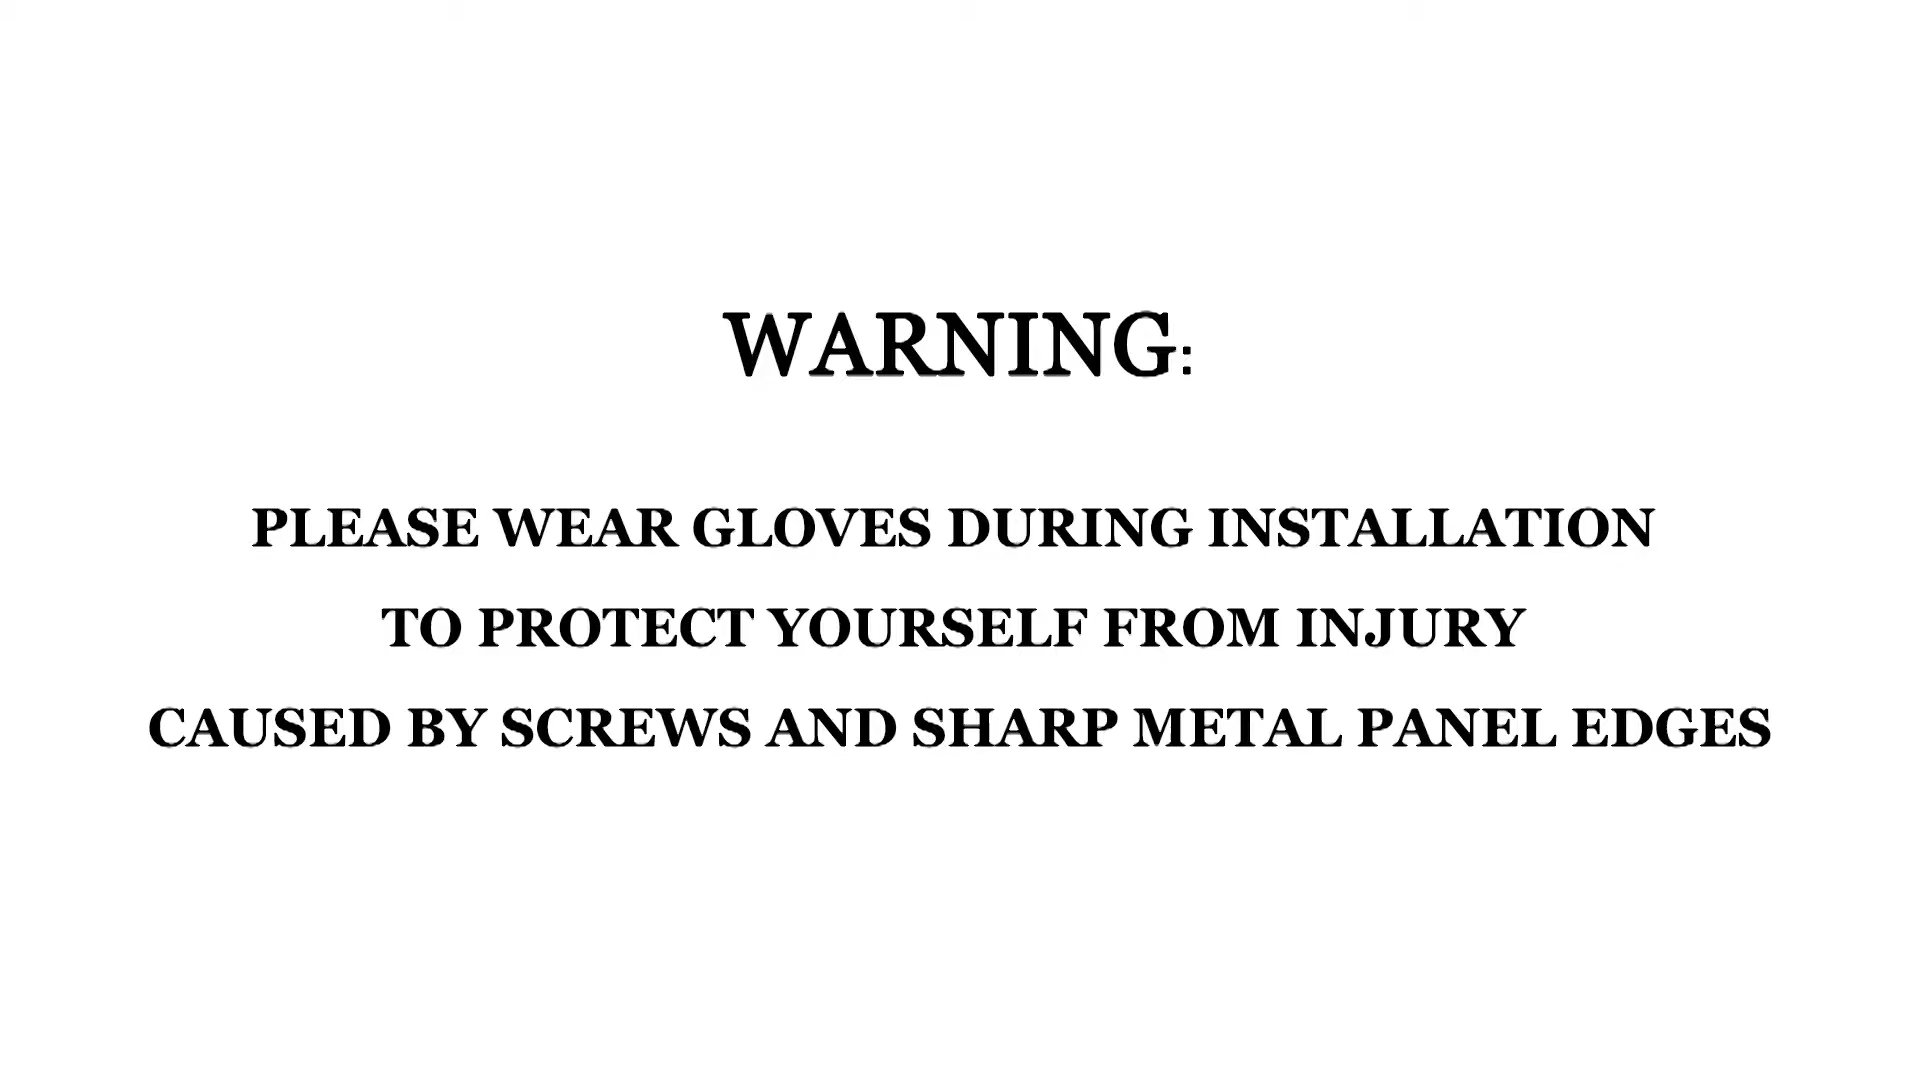 WARNING:
PLEASE WEAR GLOVES DURING INSTALLATION
TO PROTECT YOURSELF FROM INJURY
CAUSED BY SCREWS AND SHARP METAL PANEL EDGES